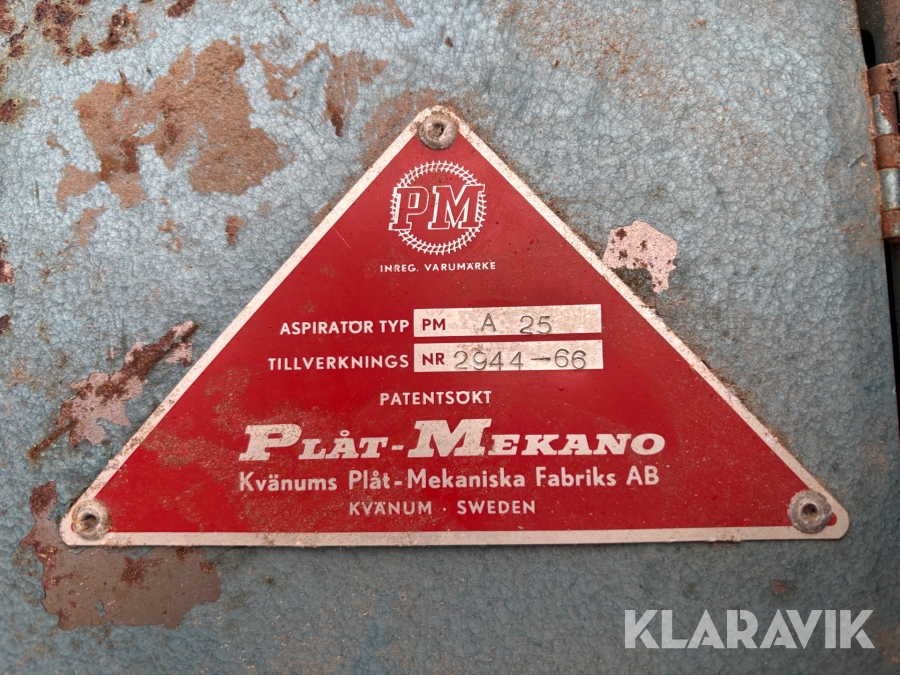 PM
INREG. VARUMÄRKE
ASPIRATÖR TYP PM A 25
TILLVERKNINGS NR 2944-66
PATENTSÖKT
PLÅT-MEKANO
Kvänums Plåt-Mekaniska Fabriks AB
KVÄNUM · SWEDEN
KLARAVIK